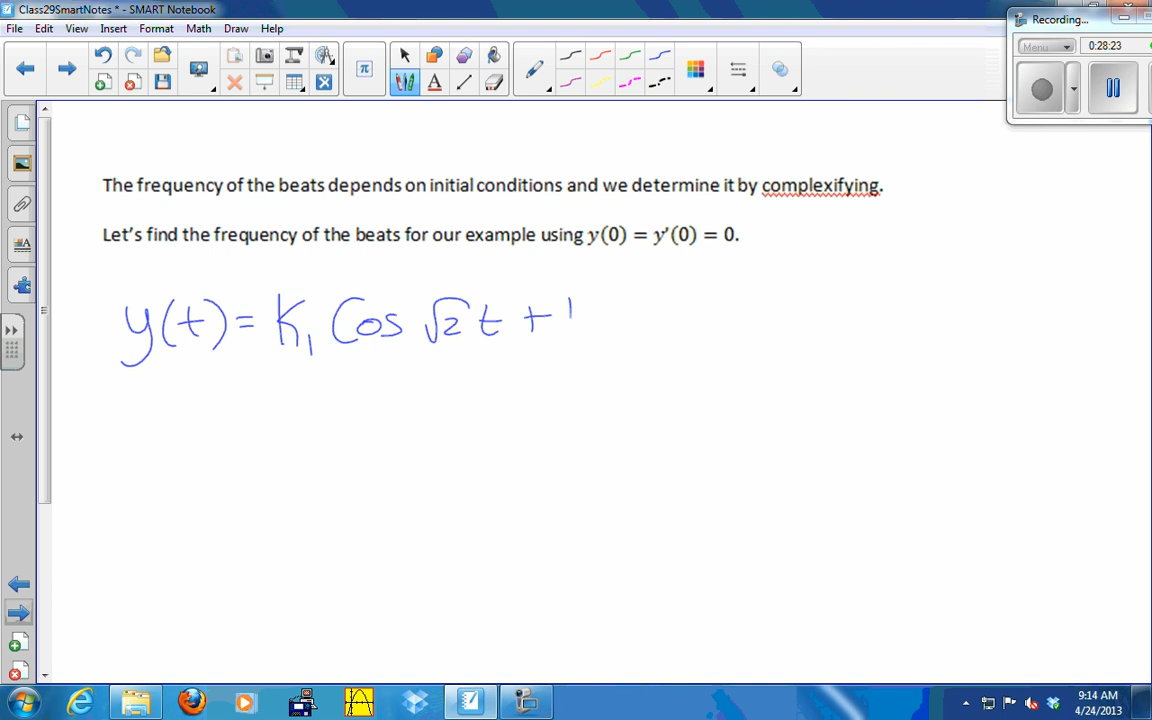 Class29SmartNotes * - SMART Notebook
Recording...
File Edit View Insert Format Math Draw Help
Menu
0:28:23
π
A
The frequency of the beats depends on initial conditions and we determine it by complexifying.
Let's find the frequency of the beats for our example using y(0) = y′(0) = 0.
y(t) = K₁ Cos √2 t +
9:14 AM
4/24/2013